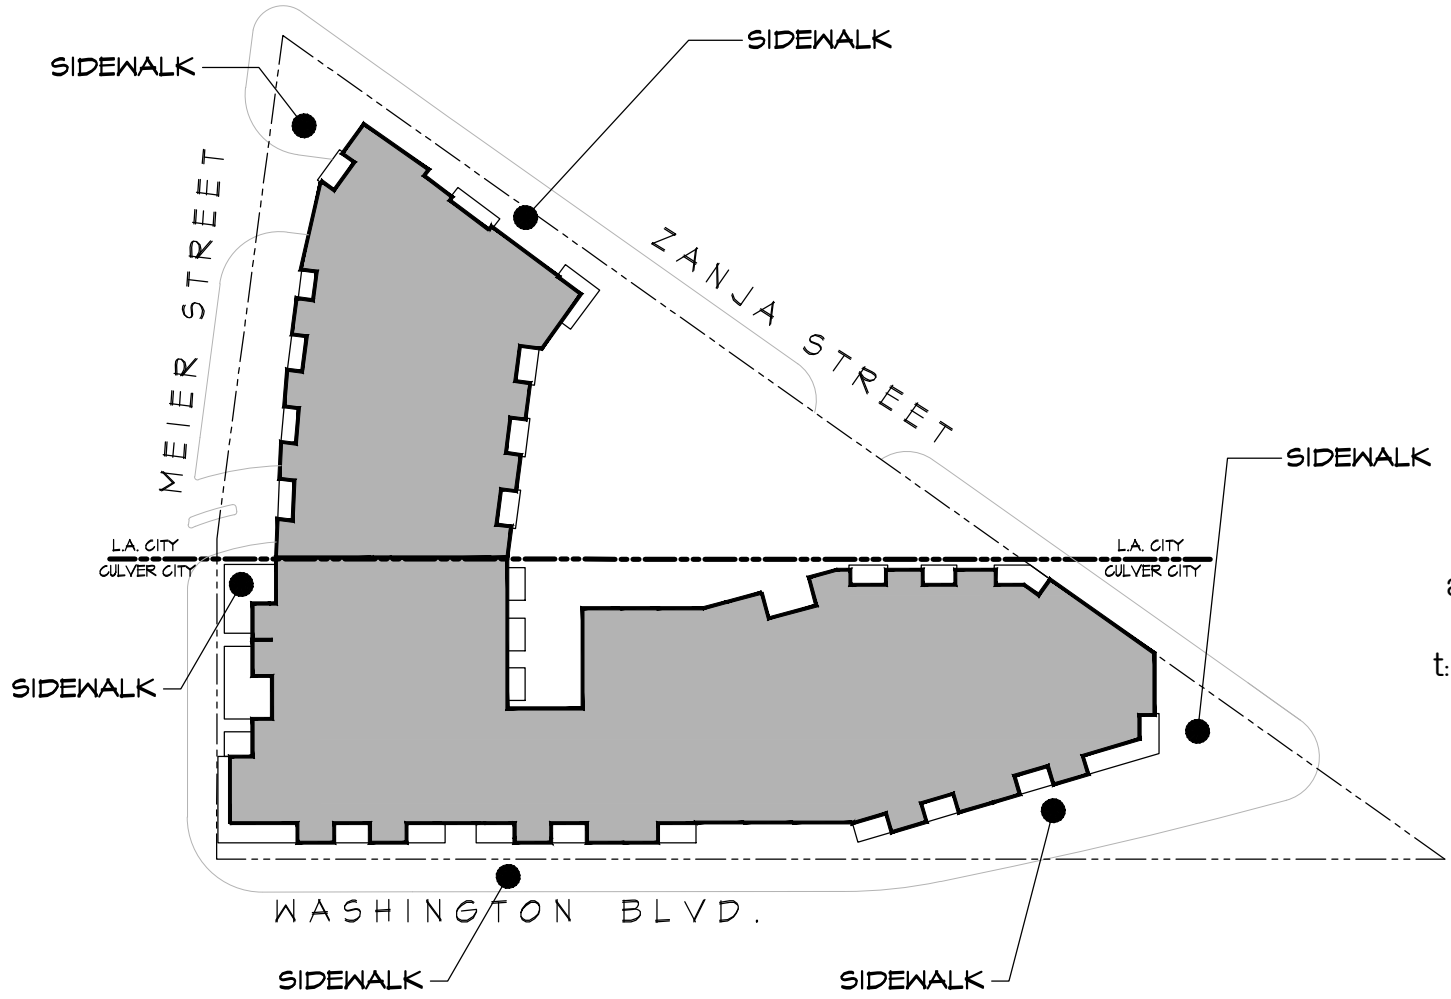 SIDEWALK
SIDEWALK
MEIER STREET
ZANJA STREET
SIDEWALK
L.A. CITY
CULVER CITY
L.A. CITY
CULVER CITY
t:
SIDEWALK
WASHINGTON BLVD.
SIDEWALK
SIDEWALK